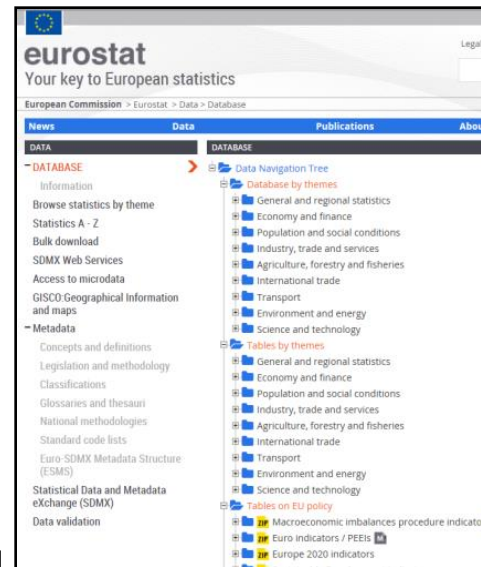 Legal
eurostat
Your key to European statistics
European Commission > Eurostat > Data > Database
News Data Publications Abou
DATA
DATABASE
Information
Browse statistics by theme
Statistics A - Z
Bulk download
SDMX Web Services
Access to microdata
GISCO:Geographical Information
and maps
Metadata
Concepts and definitions
Legislation and methodology
Classifications
Glossaries and thesauri
National methodologies
Standard code lists
Euro-SDMX Metadata Structure
(ESMS)
Statistical Data and Metadata
eXchange (SDMX)
Data validation
DATABASE
Data Navigation Tree
Database by themes
General and regional statistics
Economy and finance
Population and social conditions
Industry, trade and services
Agriculture, forestry and fisheries
International trade
Transport
Environment and energy
Science and technology
Tables by themes
General and regional statistics
Economy and finance
Population and social conditions
Industry, trade and services
Agriculture, forestry and fisheries
International trade
Transport
Environment and energy
Science and technology
Tables on EU policy
ZIP Macroeconomic imbalances procedure indicato
ZIP Euro indicators / PEEIs M
ZIP Europe 2020 indicators